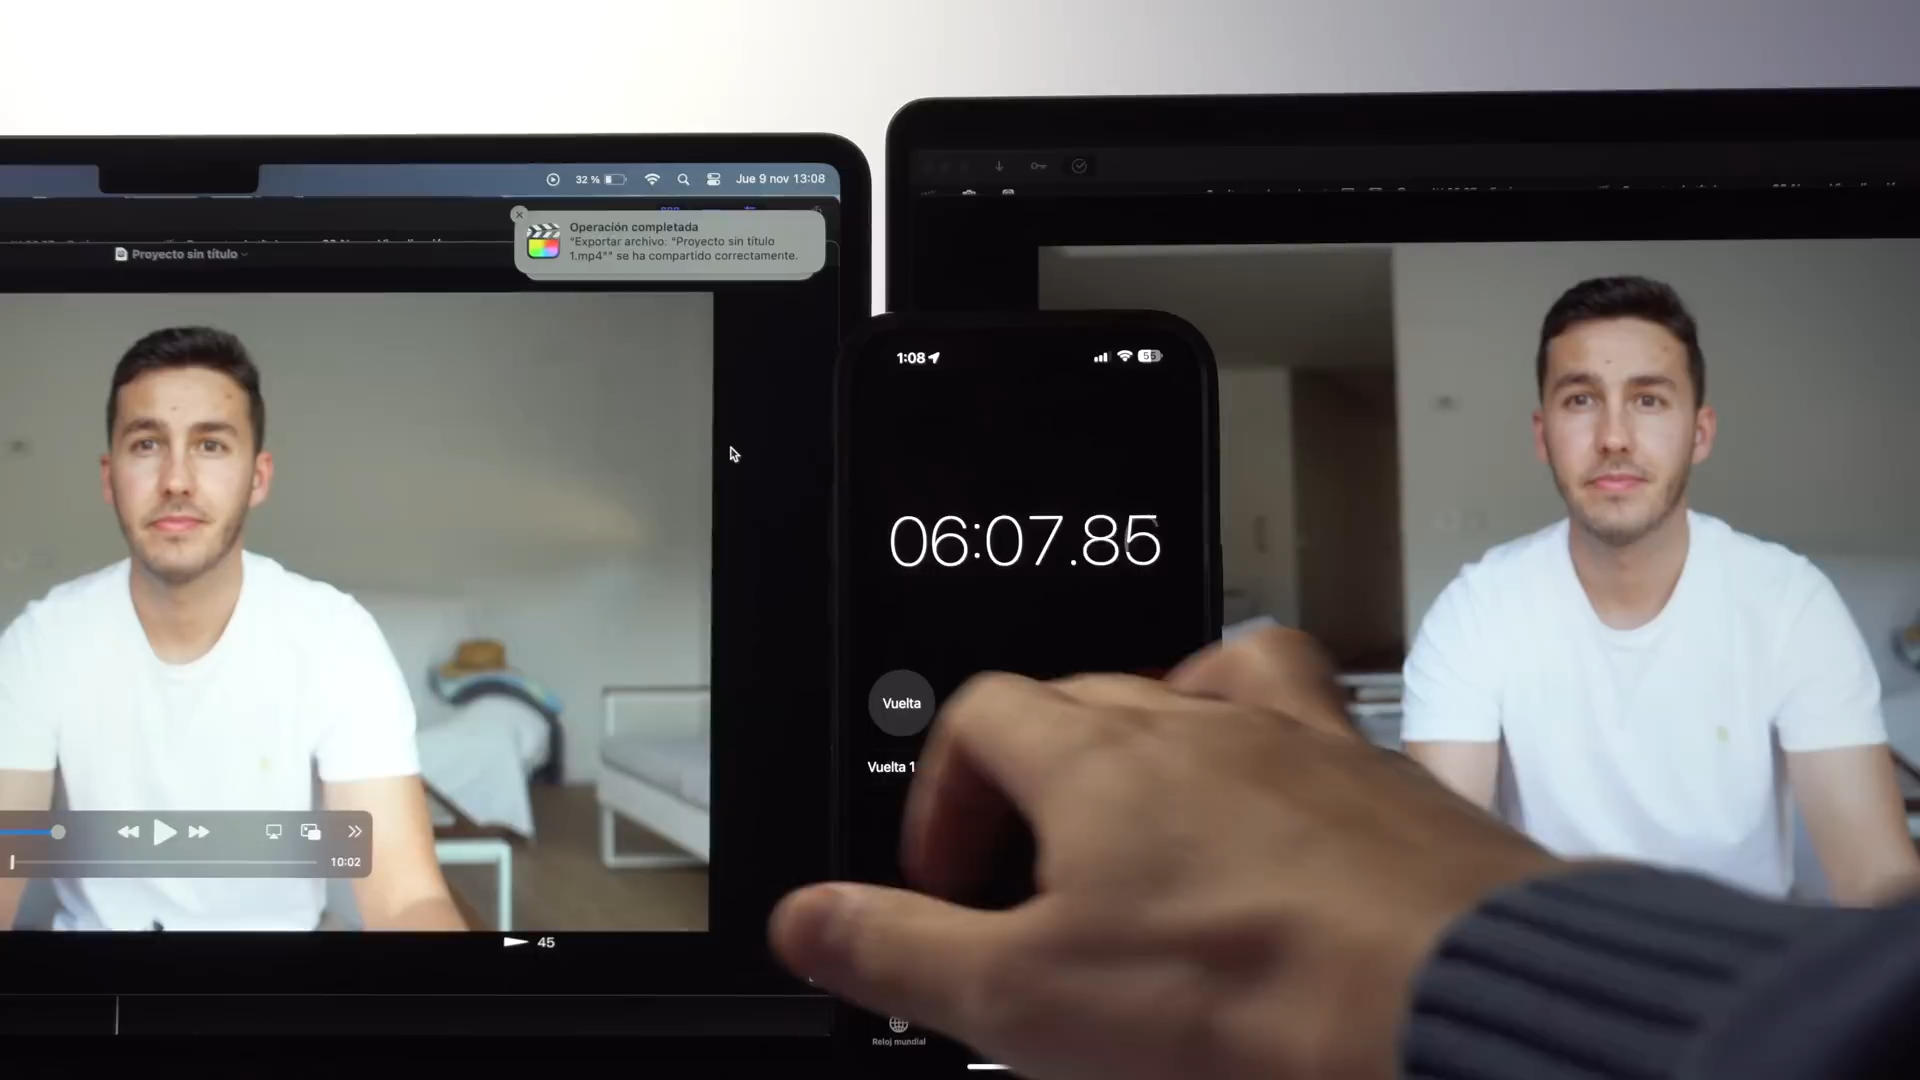 32 %
Jue 9 nov 13:08
Operación completada
"Exportar archivo: "Proyecto sin título
1.mp4"" se ha compartido correctamente.
Proyecto sin título
10:02
45
1:08
55
06:07.85
Vuelta
Vuelta 1
Reloj mundial